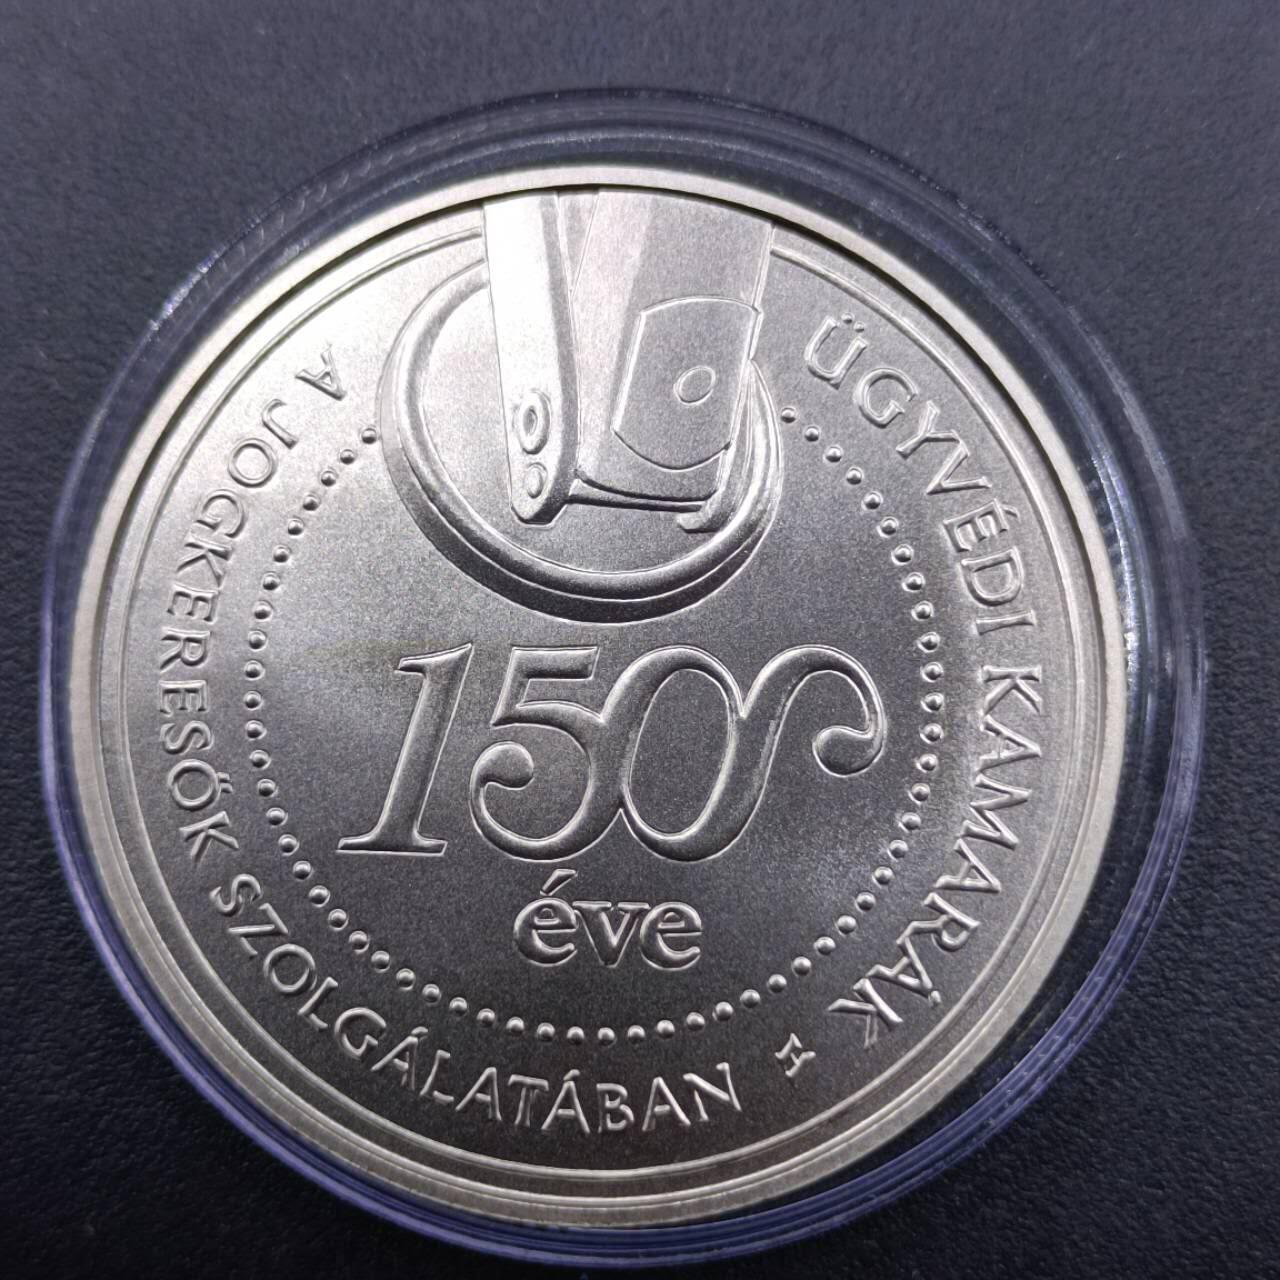 ÜGYVÉDI KAMARÁK
A JOGKERESŐK SZOLGÁLATÁBAN
150
éve